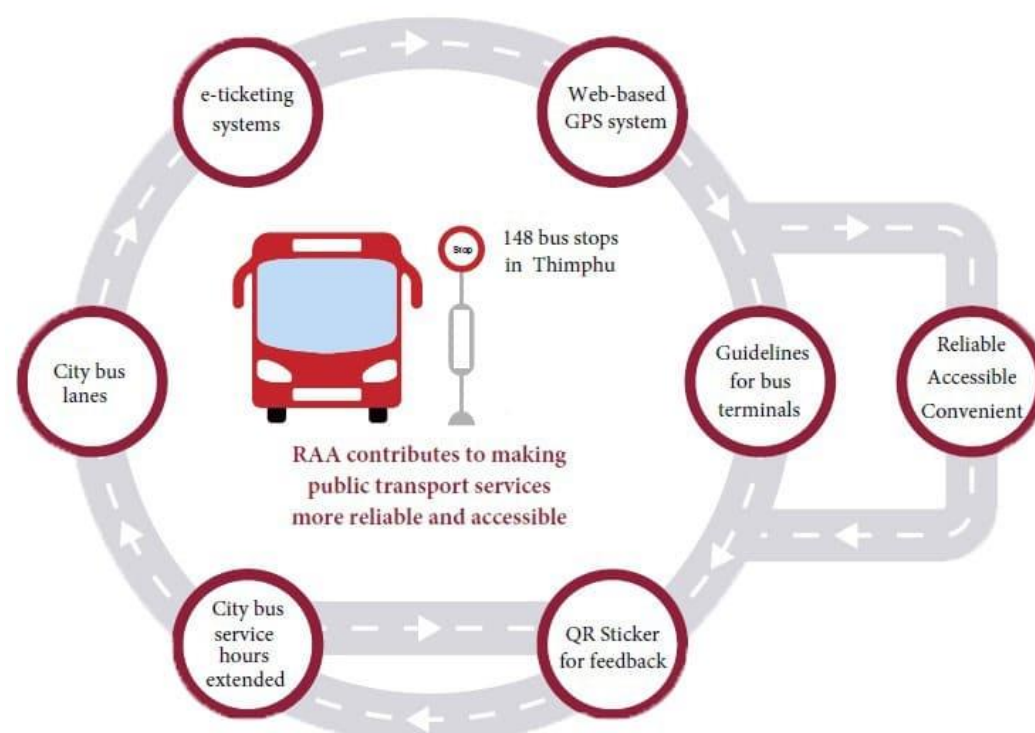 e-ticketing
systems
Web-based
GPS system
Stop
148 bus stops
in Thimphu
City bus
lanes
Guidelines
for bus
terminals
Reliable
Accessible
Convenient
RAA contributes to making
public transport services
more reliable and accessible
City bus
service
hours
extended
QR Sticker
for feedback